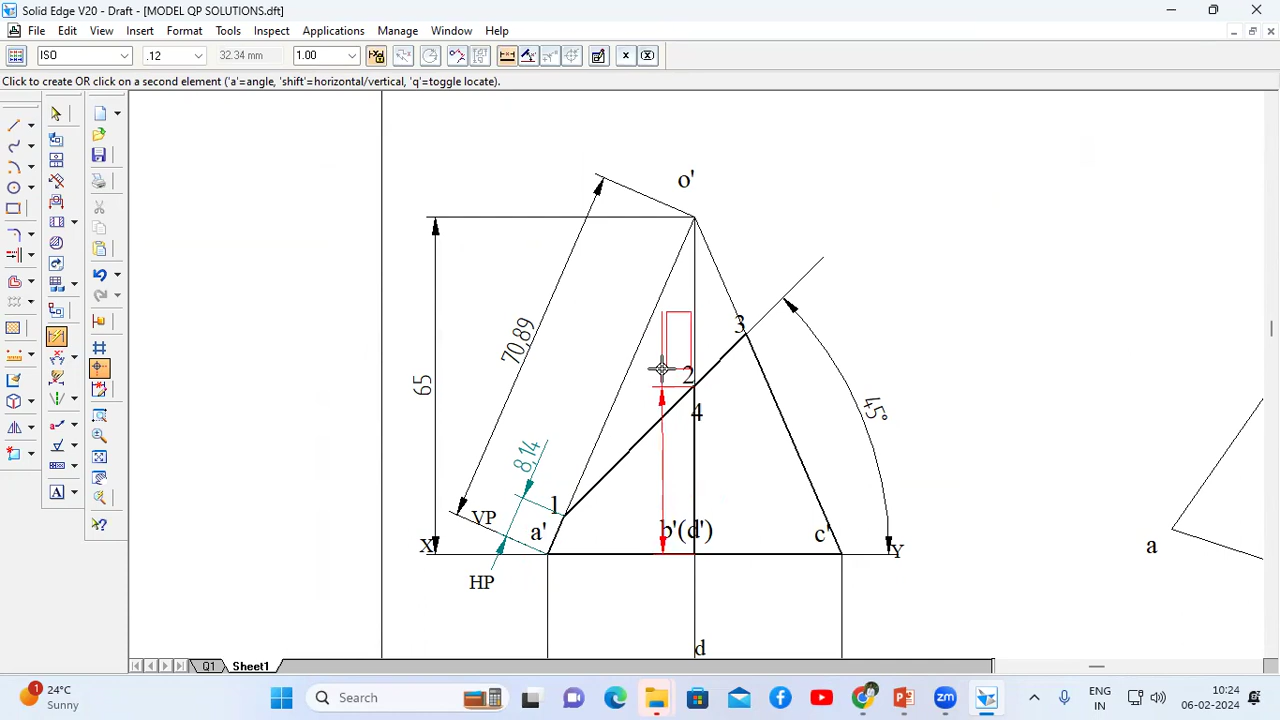 Solid Edge V20 - Draft - [MODEL QP SOLUTIONS.dft]
File Edit View Insert Format Tools Inspect Applications Manage Window Help
ISO .12 32.34 mm 1.00
Click to create OR click on a second element ('a'=angle, 'shift'=horizontal/vertical, 'q'=toggle locate).
o'
3
70,89
2
65
4
45°
8,14
1
VP
a'
b'(d')
c'
X
Y
a
HP
d
Q1 Sheet1
24°C
Sunny
1
Search
ENG
IN
10:24
06-02-2024